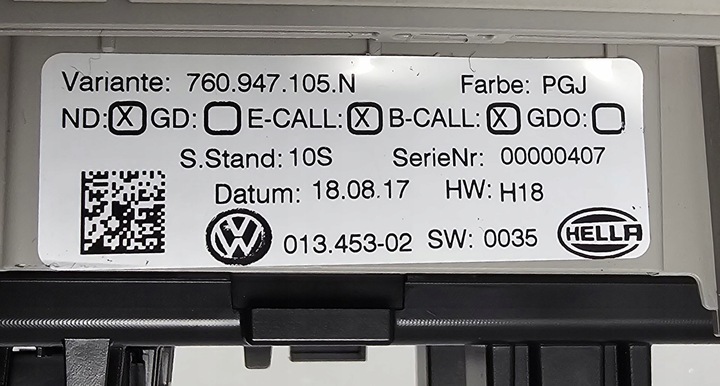 Variante: 760.947.105.N Farbe: PGJ
ND: X GD: E-CALL: X B-CALL: X GDO:
S.Stand: 10S SerieNr: 00000407
Datum: 18.08.17 HW: H18
VW 013.453-02 SW: 0035 HELLA